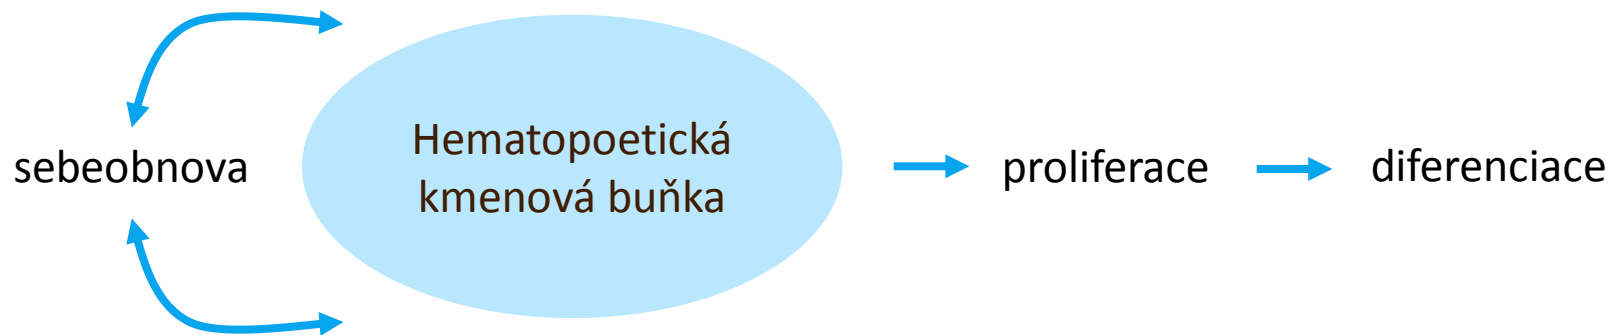 sebeobnova
Hematopoetická
kmenová buňka
proliferace
diferenciace